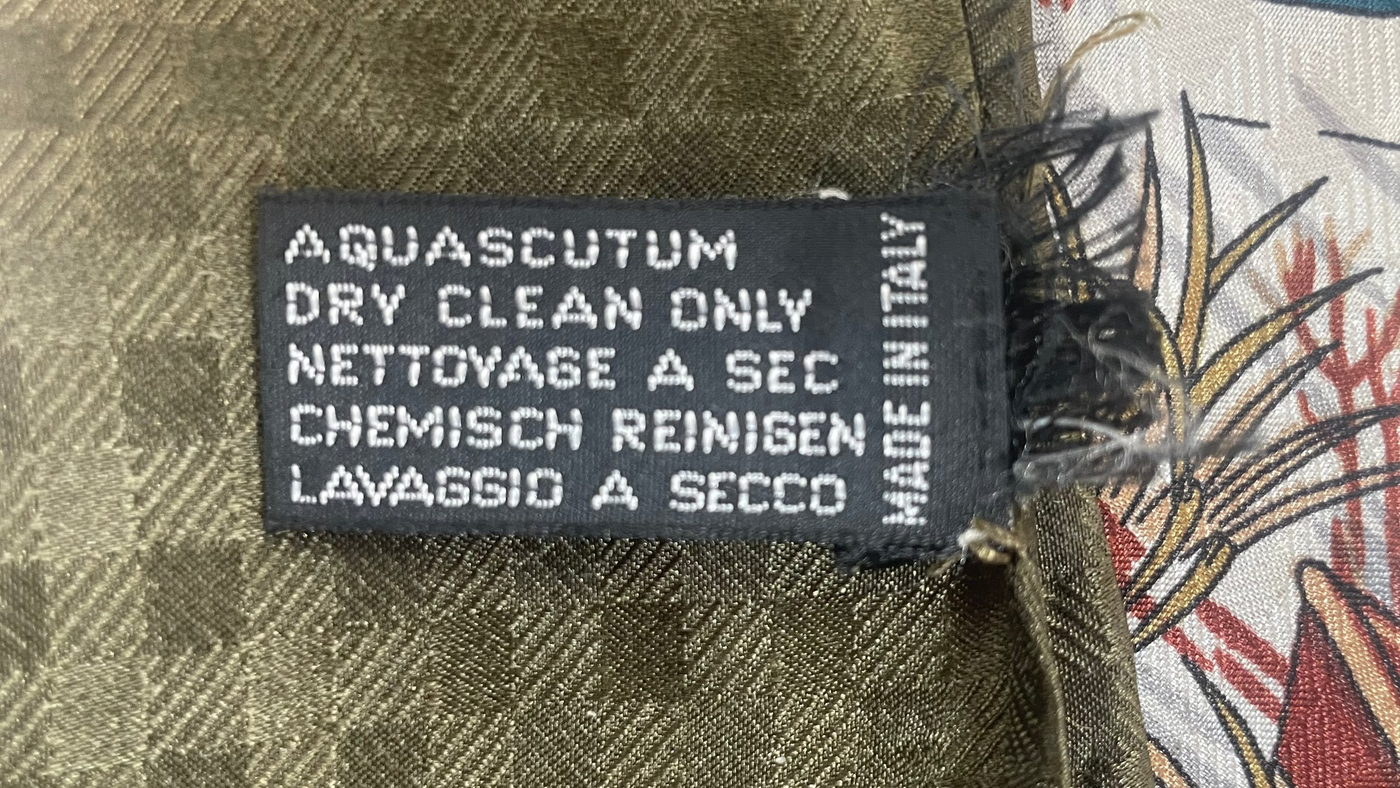 AQUASCUTUM
DRY CLEAN ONLY
NETTOYAGE A SEC
CHEMISCH REINIGEN
LAVAGGIO A SECCO
MADE IN ITALY